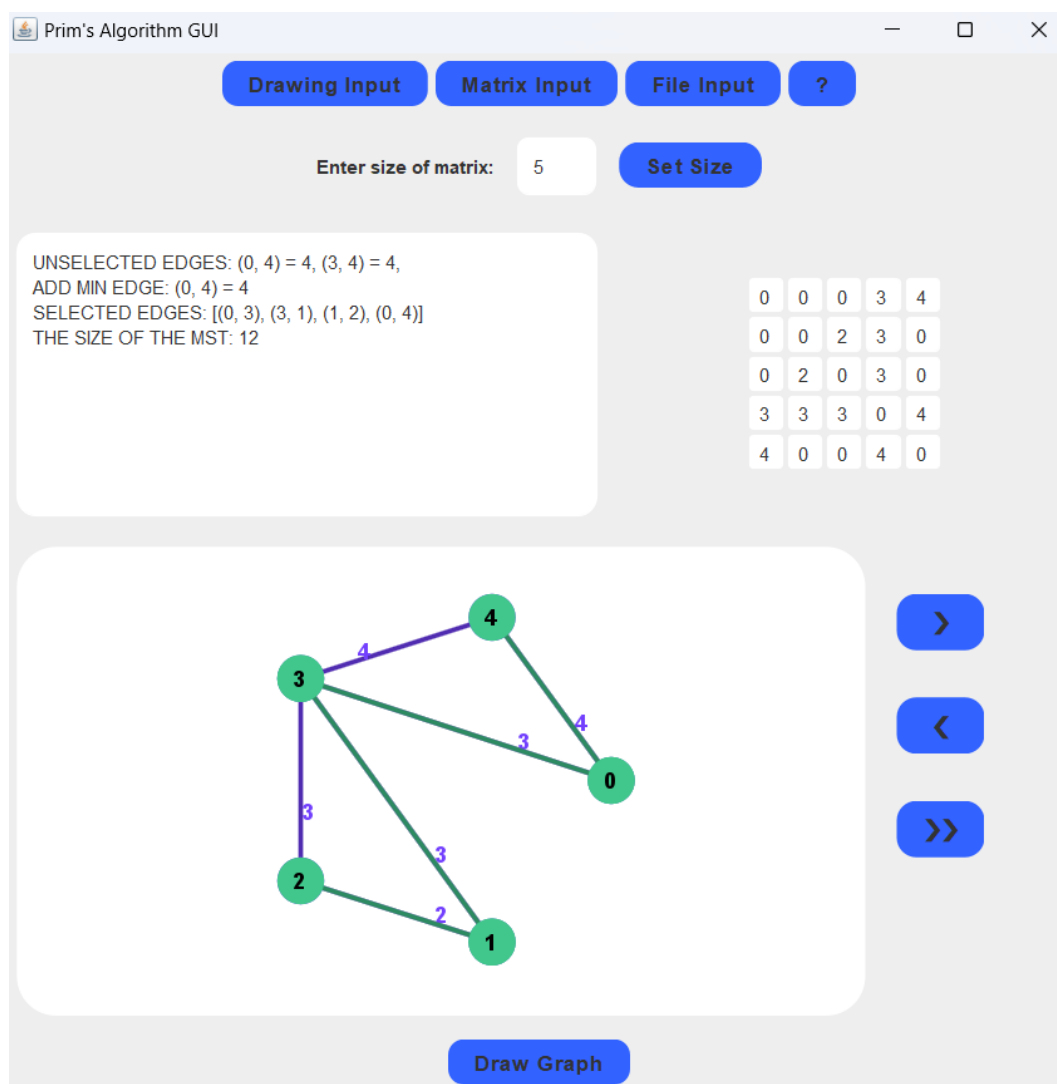 Prim's Algorithm GUI
Drawing Input Matrix Input File Input ?
Enter size of matrix: 5 Set Size
UNSELECTED EDGES: (0, 4) = 4, (3, 4) = 4,
ADD MIN EDGE: (0, 4) = 4
SELECTED EDGES: [(0, 3), (3, 1), (1, 2), (0, 4)]
THE SIZE OF THE MST: 12
0 0 0 3 4
0 0 2 3 0
0 2 0 3 0
3 3 3 0 4
4 0 0 4 0
4
4
3
4
3
0
3
3
2
2
1
Draw Graph